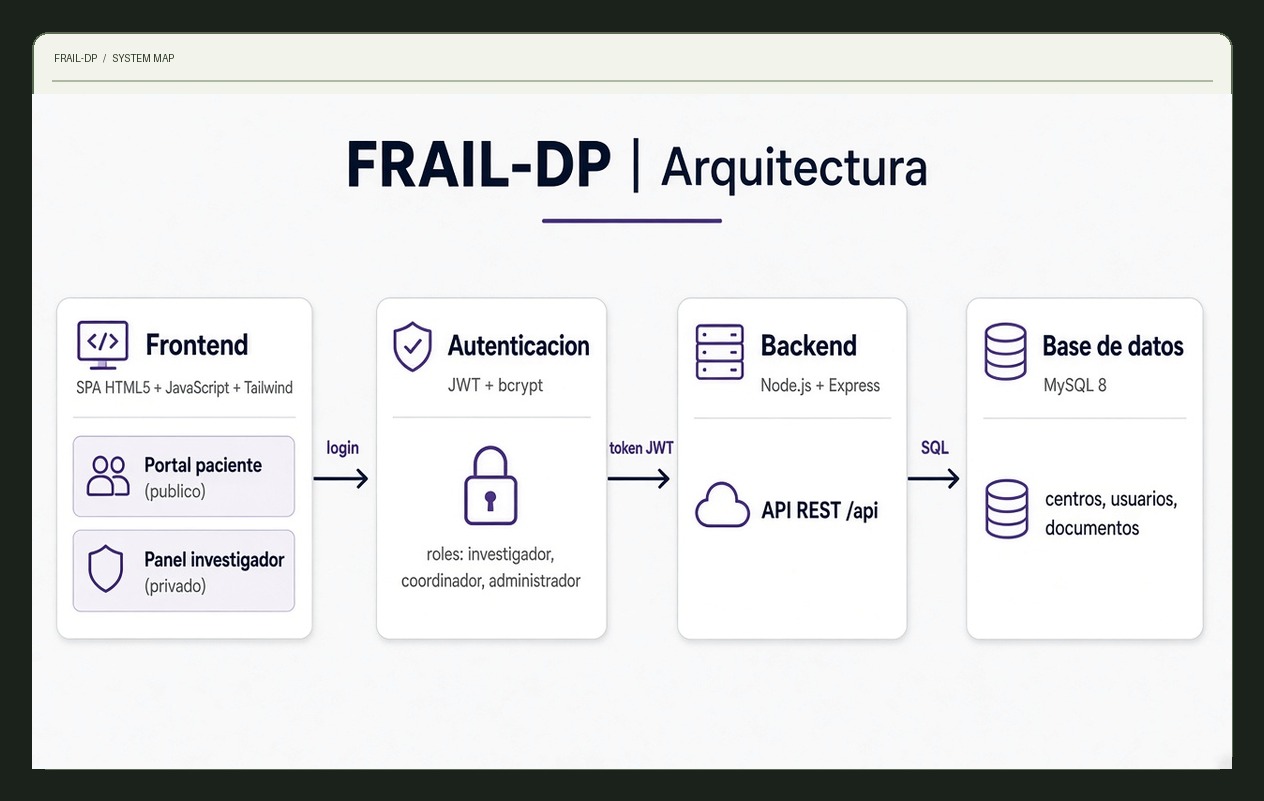 FRAIL-DP / SYSTEM MAP
FRAIL-DP | Arquitectura
Frontend
SPA HTML5 + JavaScript + Tailwind
Portal paciente
(publico)
Panel investigador
(privado)
login
Autenticacion
JWT + bcrypt
roles: investigador,
coordinador, administrador
token JWT
Backend
Node.js + Express
API REST /api
SQL
Base de datos
MySQL 8
centros, usuarios,
documentos